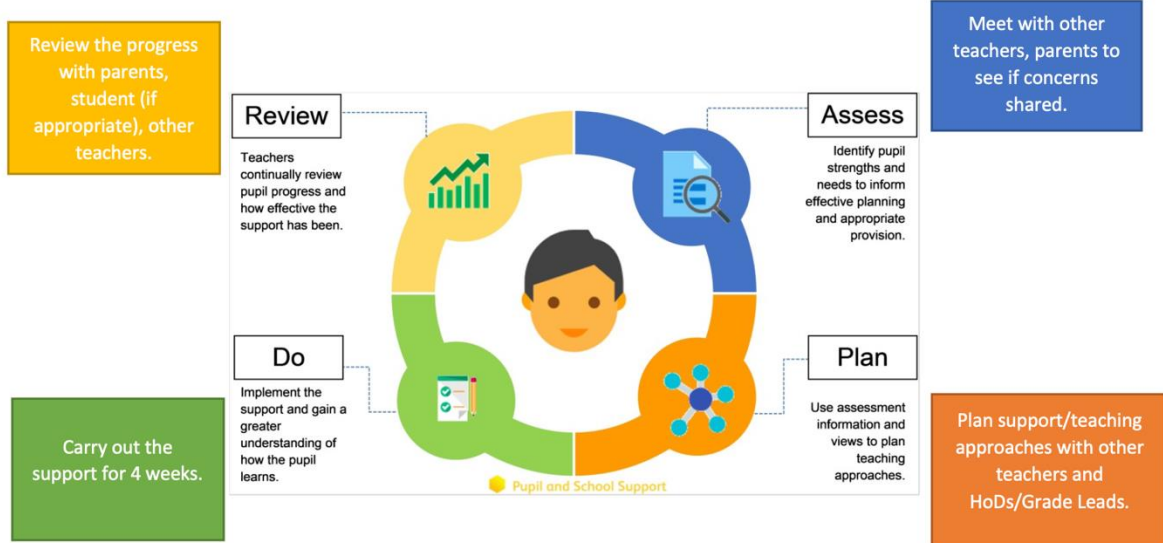 Review the progress
with parents,
student (if
appropriate), other
teachers.
Meet with other
teachers, parents to
see if concerns
shared.
Review
Teachers
continually review
pupil progress and
how effective the
support has been.
Assess
Identify pupil
strengths and
needs to inform
effective planning
and appropriate
provision.
Do
Implement the
support and gain a
greater
understanding of
how the pupil
learns.
Plan
Use assessment
information and
views to plan
teaching
approaches.
Carry out the
support for 4 weeks.
Plan support/teaching
approaches with other
teachers and
HoDs/Grade Leads.
Pupil and School Support